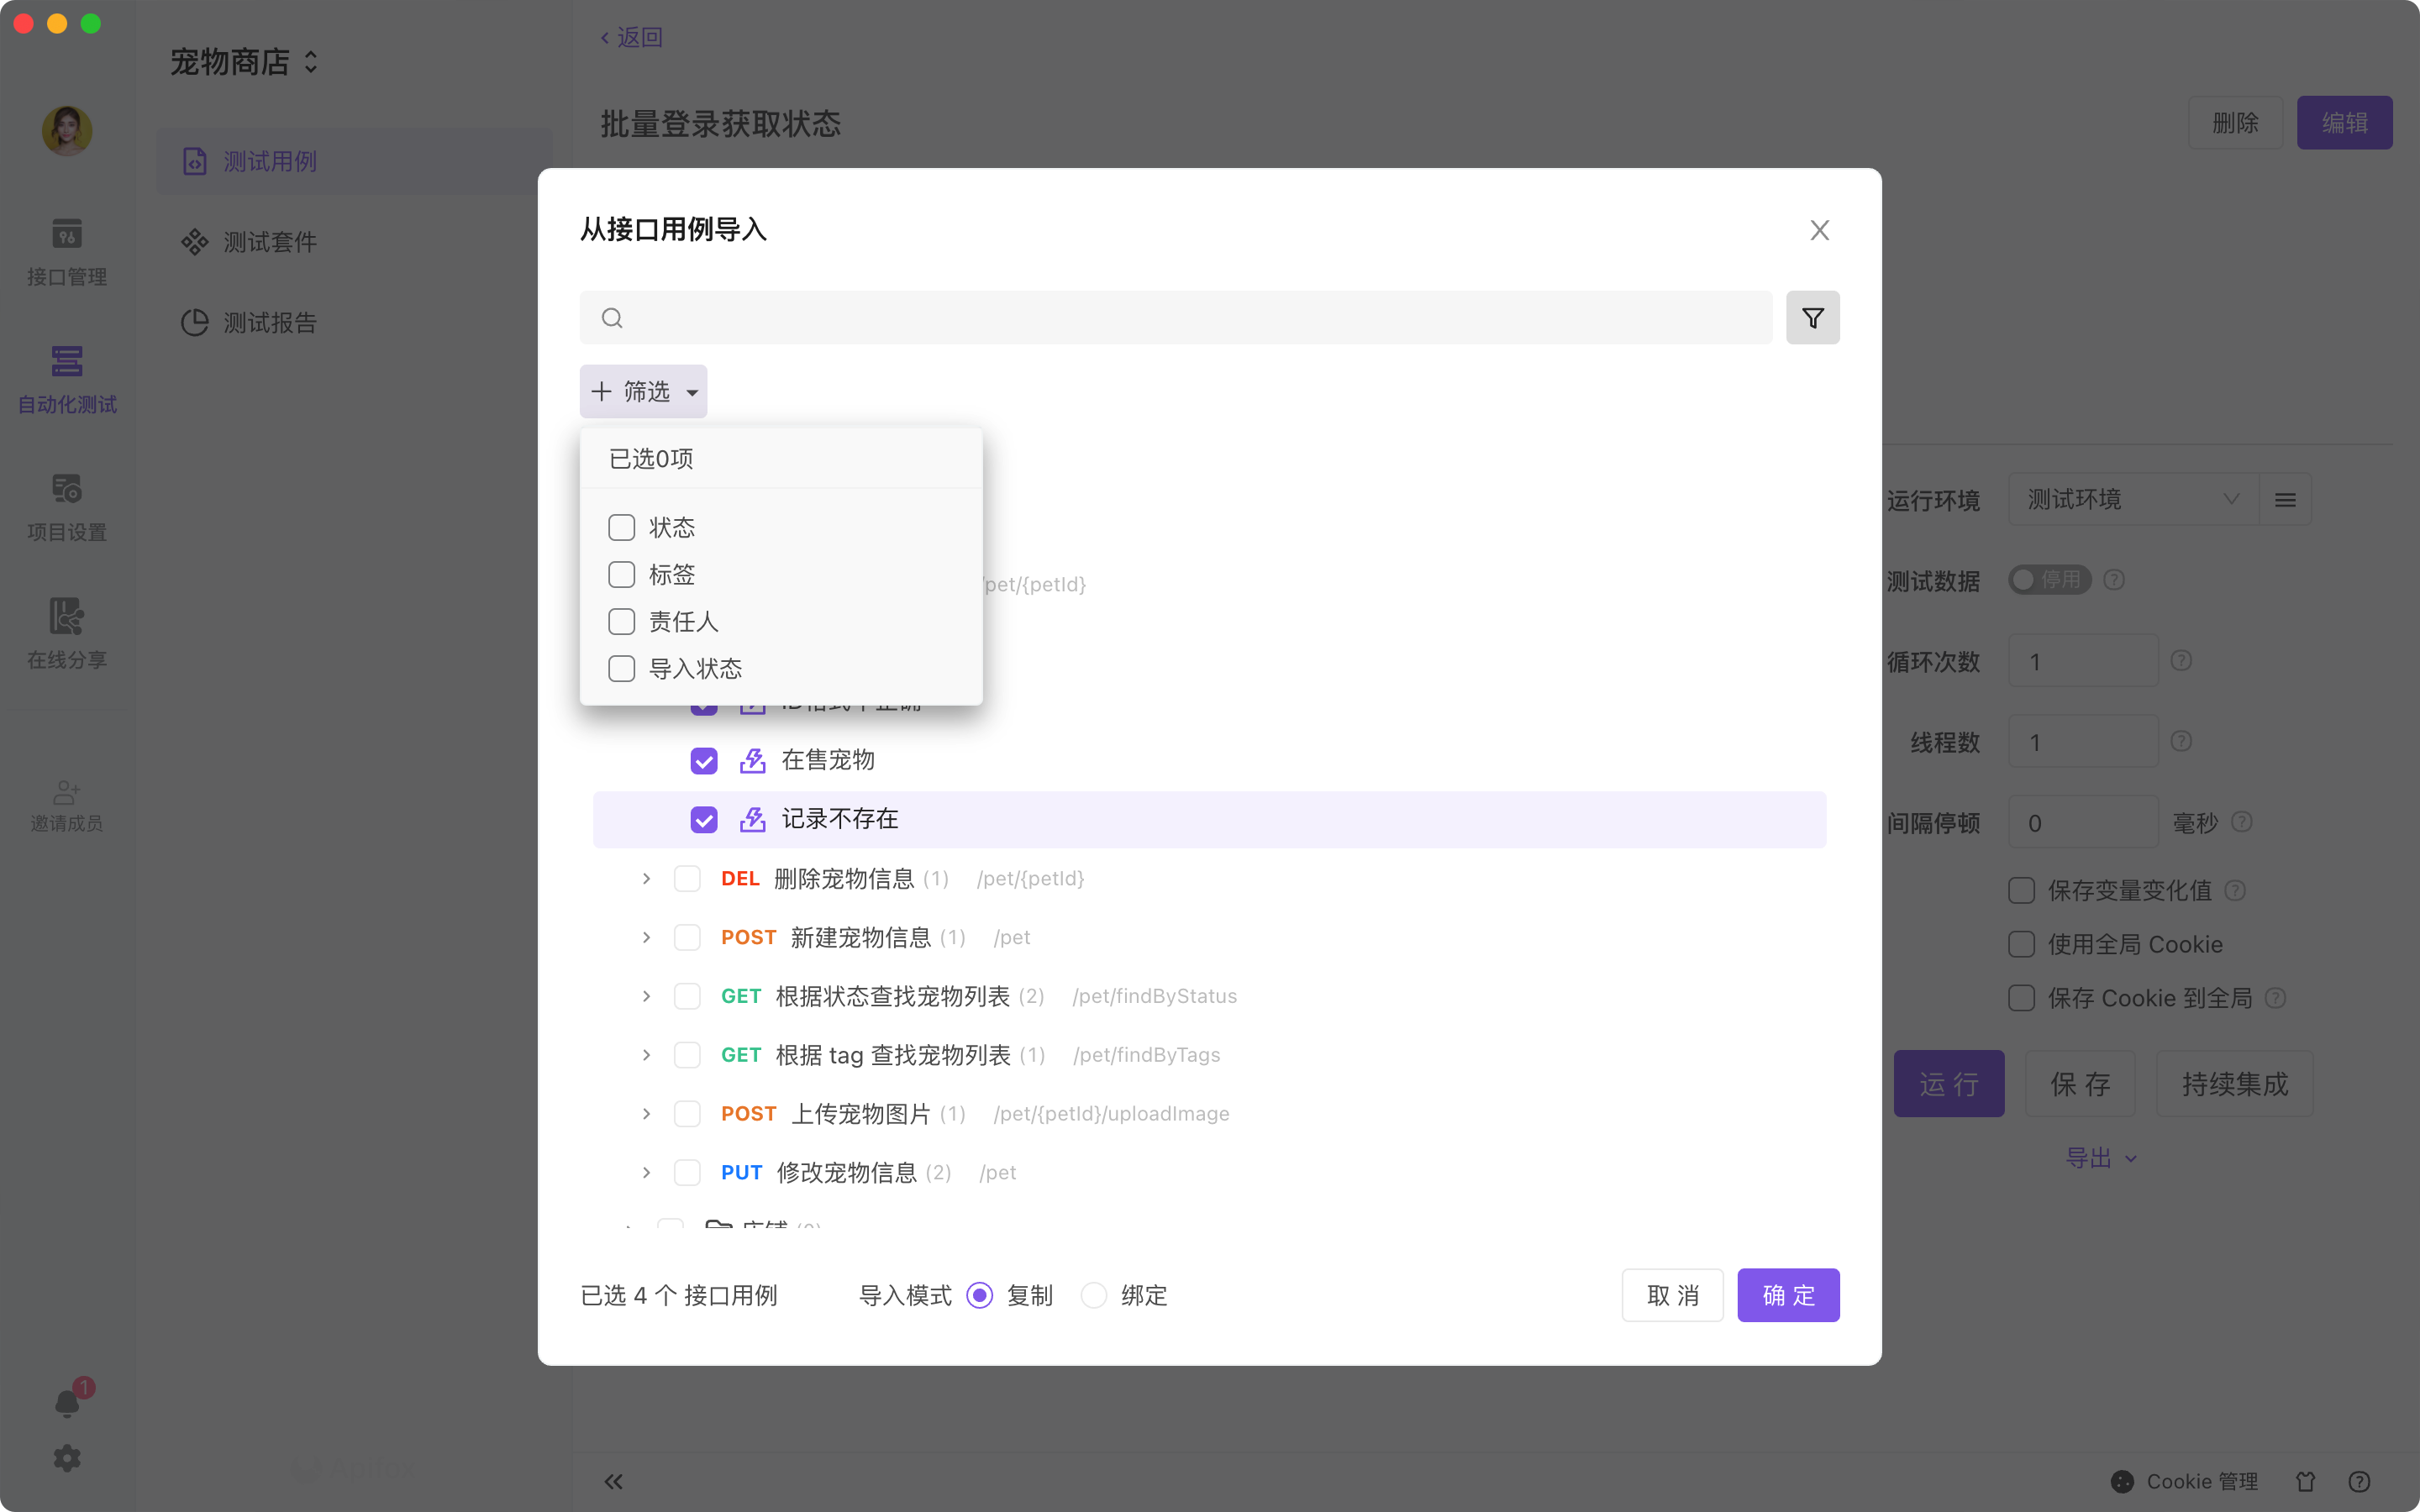 宠物商店
测试用例
测试套件
测试报告
接口管理
自动化测试
项目设置
在线分享
邀请成员
1
返回
批量登录获取状态
删除
编辑
从接口用例导入
筛选
已选0项
状态
标签
责任人
导入状态
/pet/{petId}
在售宠物
记录不存在
DEL 删除宠物信息 (1) /pet/{petId}
POST 新建宠物信息 (1) /pet
GET 根据状态查找宠物列表 (2) /pet/findByStatus
GET 根据 tag 查找宠物列表 (1) /pet/findByTags
POST 上传宠物图片 (1) /pet/{petId}/uploadImage
PUT 修改宠物信息 (2) /pet
已选 4 个 接口用例 导入模式 复制 绑定
取 消
确 定
运行环境 测试环境
测试数据 停用
循环次数 1
线程数 1
间隔停顿 0 毫秒
保存变量变化值
使用全局 Cookie
保存 Cookie 到全局
运 行
保 存
持续集成
导出
Cookie 管理